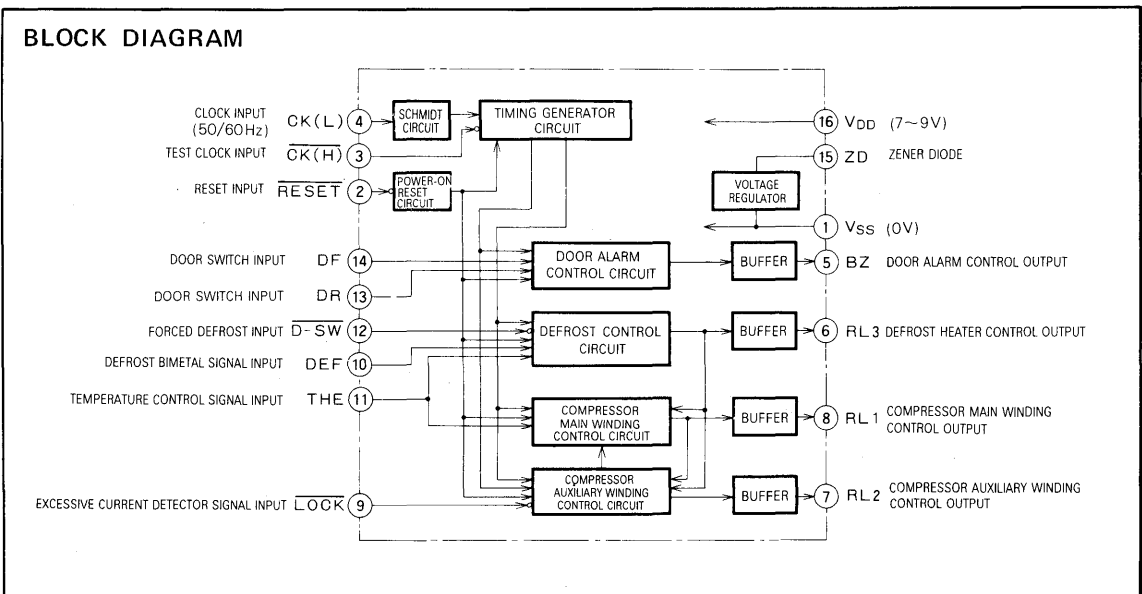 BLOCK DIAGRAM
CLOCK INPUT
(50/60Hz)
CK(L)
4
SCHMIDT
CIRCUIT
TIMING GENERATOR
CIRCUIT
16
VDD (7~9V)
TEST CLOCK INPUT
CK(H)
3
15
ZD
ZENER DIODE
RESET INPUT
RESET
2
POWER-ON
RESET
CIRCUIT
VOLTAGE
REGULATOR
1
VSS (0V)
DOOR SWITCH INPUT
DF
14
DOOR ALARM
CONTROL CIRCUIT
BUFFER
5
BZ
DOOR ALARM CONTROL OUTPUT
DOOR SWITCH INPUT
DR
13
FORCED DEFROST INPUT
D-SW
12
DEFROST CONTROL
CIRCUIT
BUFFER
6
RL3
DEFROST HEATER CONTROL OUTPUT
DEFROST BIMETAL SIGNAL INPUT
DEF
10
TEMPERATURE CONTROL SIGNAL INPUT
THE
11
COMPRESSOR
MAIN WINDING
CONTROL CIRCUIT
BUFFER
8
RL1
COMPRESSOR MAIN WINDING
CONTROL OUTPUT
EXCESSIVE CURRENT DETECTOR SIGNAL INPUT
LOCK
9
COMPRESSOR
AUXILIARY WINDING
CONTROL CIRCUIT
BUFFER
7
RL2
COMPRESSOR AUXILIARY WINDING
CONTROL OUTPUT